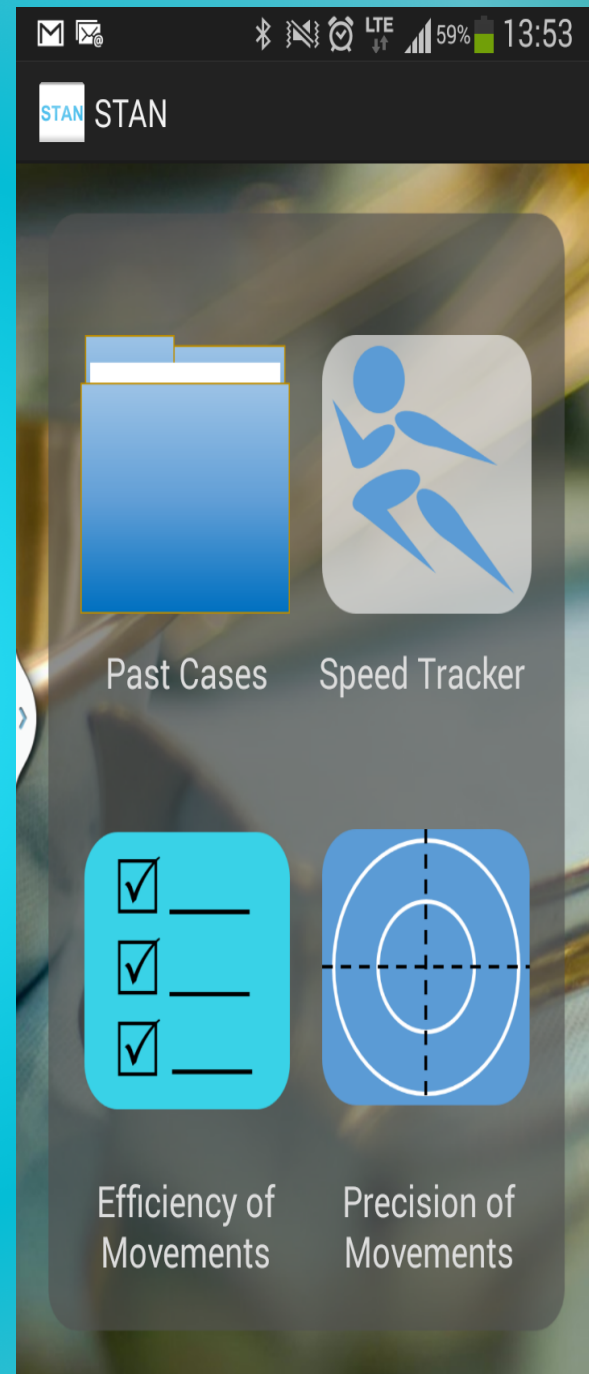 LTE 59% 13:53
STAN STAN
Past Cases Speed Tracker
Efficiency of
Movements
Precision of
Movements